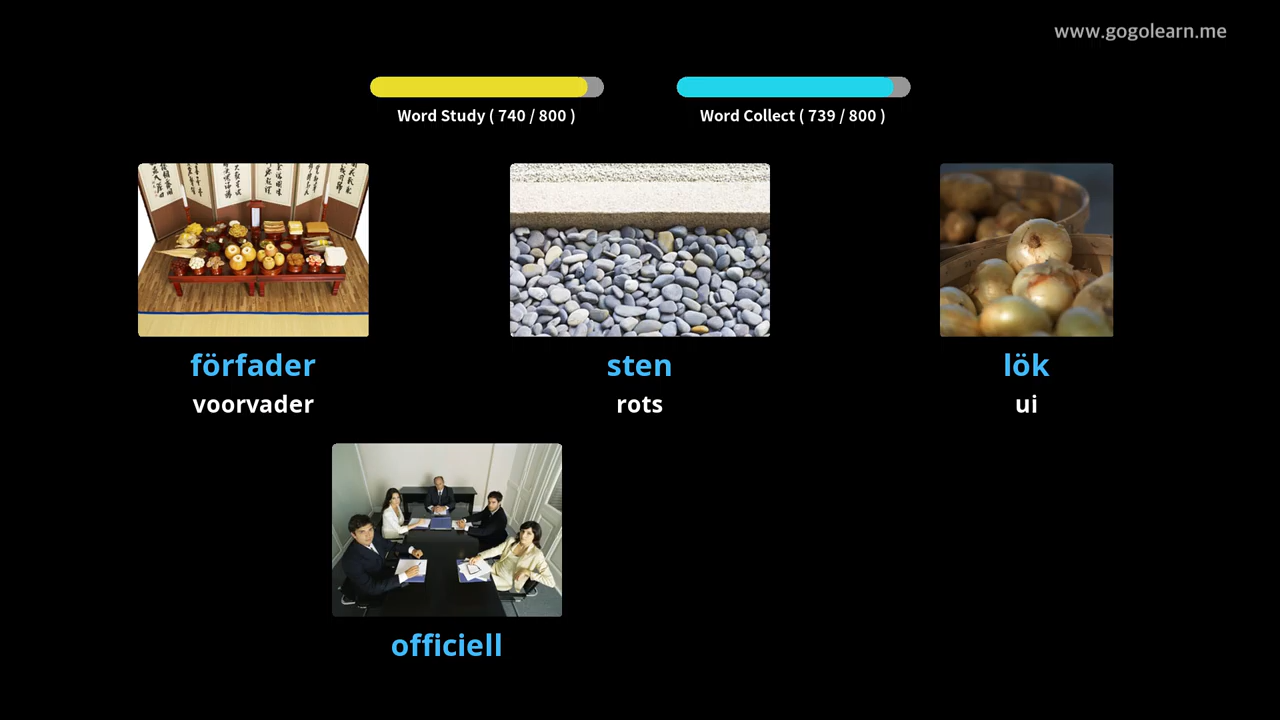 www.gogolearn.me
Word Study ( 740 / 800 )
Word Collect ( 739 / 800 )
förfader
sten
lök
voorvader
rots
ui
officiell